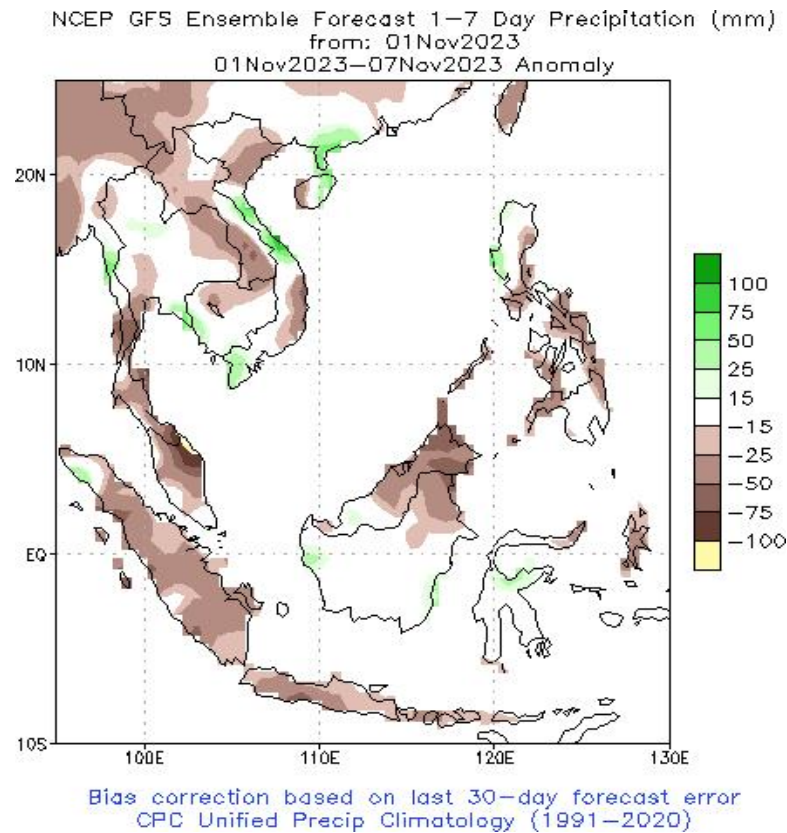 NCEP GFS Ensemble Forecast 1−7 Day Precipitation (mm)
from: 01Nov2023
01Nov2023−07Nov2023 Anomaly
20N
10N
EQ
10S
100E
110E
120E
130E
100
75
50
25
15
−15
−25
−50
−75
−100
Bias correction based on last 30−day forecast error
CPC Unified Precip Climatology (1991−2020)